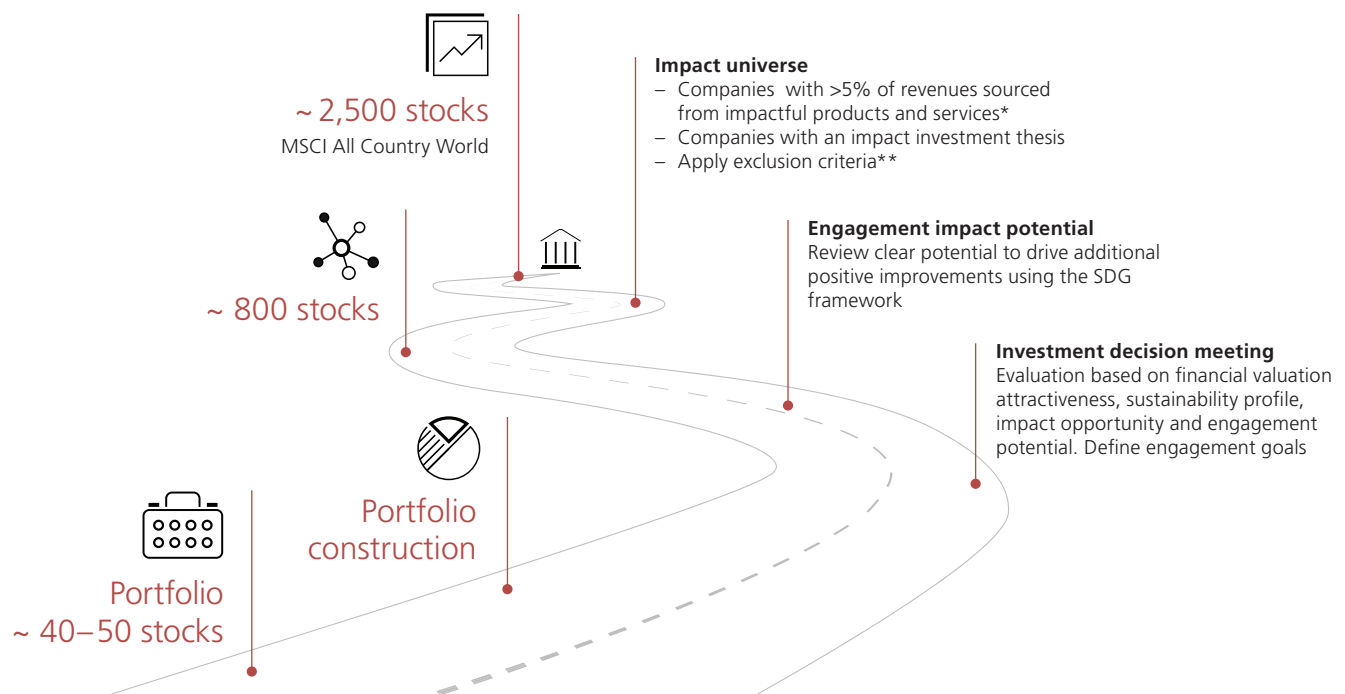 ~ 2,500 stocks
MSCI All Country World
Impact universe
– Companies with >5% of revenues sourced
from impactful products and services*
– Companies with an impact investment thesis
– Apply exclusion criteria**
~ 800 stocks
Engagement impact potential
Review clear potential to drive additional
positive improvements using the SDG
framework
Investment decision meeting
Evaluation based on financial valuation
attractiveness, sustainability profile,
impact opportunity and engagement
potential. Define engagement goals
Portfolio
construction
Portfolio
~ 40–50 stocks